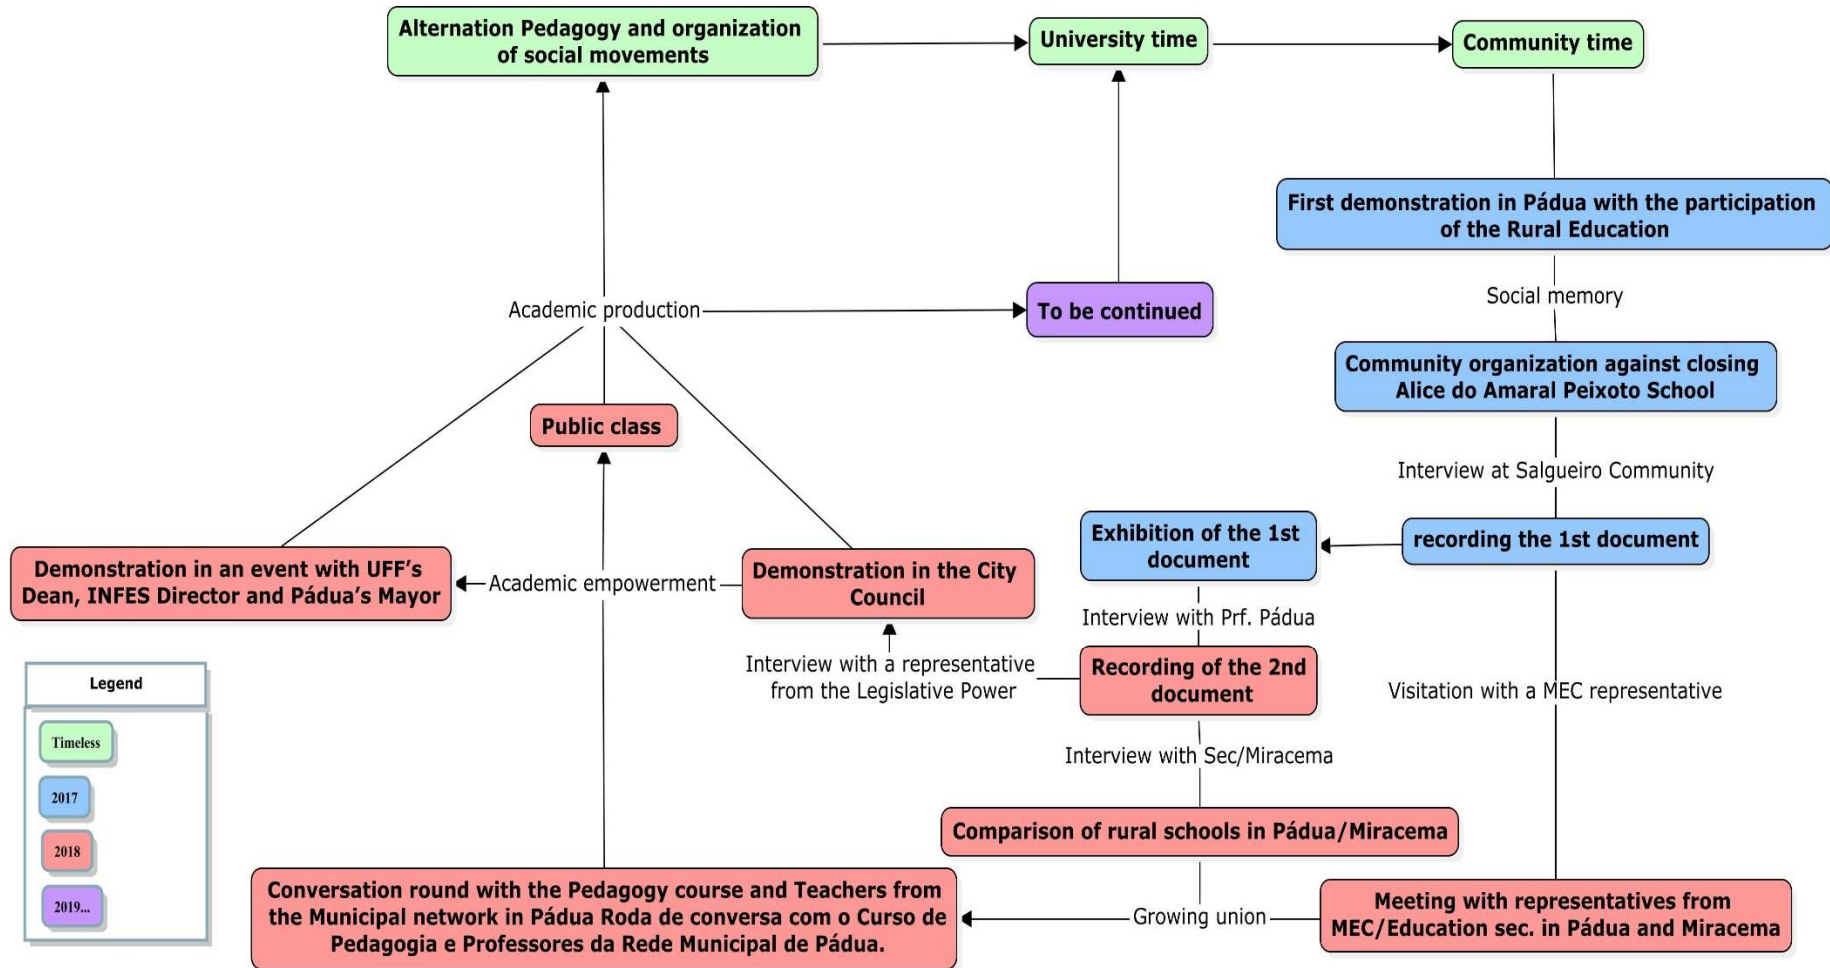 Alternation Pedagogy and organization
of social movements
University time
Community time
First demonstration in Pádua with the participation
of the Rural Education
Social memory
Academic production
To be continued
Community organization against closing
Alice do Amaral Peixoto School
Public class
Interview at Salgueiro Community
Exhibition of the 1st
document
recording the 1st document
Demonstration in an event with UFF’s
Dean, INFES Director and Pádua’s Mayor
Academic empowerment
Demonstration in the City
Council
Interview with Prf. Pádua
Interview with a representative
from the Legislative Power
Recording of the 2nd
document
Visitation with a MEC representative
Interview with Sec/Miracema
Comparison of rural schools in Pádua/Miracema
Conversation round with the Pedagogy course and Teachers from
the Municipal network in Pádua Roda de conversa com o Curso de
Pedagogia e Professores da Rede Municipal de Pádua.
Growing union
Meeting with representatives from
MEC/Education sec. in Pádua and Miracema
Legend
Timeless
2017
2018
2019...